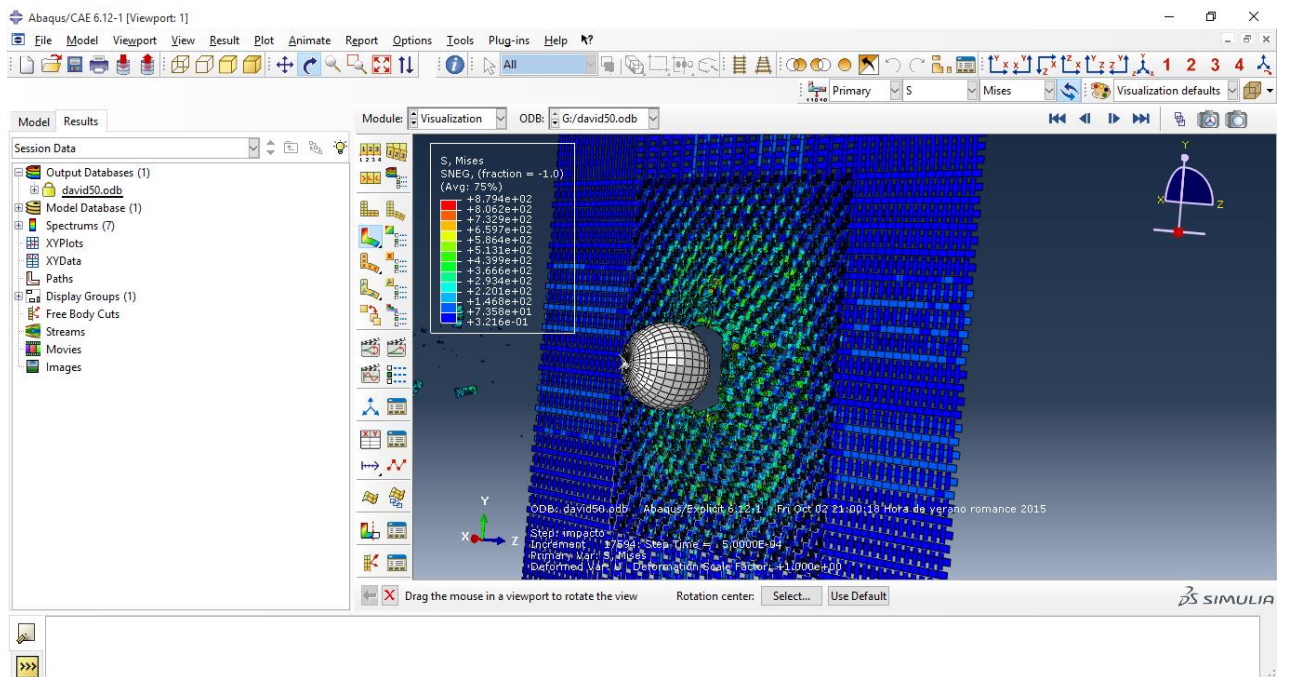 Abaqus/CAE 6.12-1 [Viewport: 1]
File Model Viewport View Result Plot Animate Report Options Tools Plug-ins Help
All
1 2 3 4
Primary S Mises Visualization defaults
Model Results
Module: Visualization ODB: G:/david50.odb
Session Data
Output Databases (1)
david50.odb
Model Database (1)
Spectrums (7)
XYPlots
XYData
Paths
Display Groups (1)
Free Body Cuts
Streams
Movies
Images
S, Mises
SNEG, (fraction = -1.0)
(Avg: 75%)
+8.794e+02
+8.062e+02
+7.329e+02
+6.597e+02
+5.864e+02
+5.131e+02
+4.399e+02
+3.666e+02
+2.934e+02
+2.201e+02
+1.468e+02
+7.358e+01
+3.216e-01
Y
X
Z
Y
X
Z
ODB: david50.odb Abaqus/Explicit 6.12-1 Fri Oct 02 21:00:18 Hora de verano romance 2015
Step: impacto
Increment 17594: Step Time = 5.0000E-04
Primary Var: S, Mises
Deformed Var: U Deformation Scale Factor: +1.000e+00
Drag the mouse in a viewport to rotate the view Rotation center: Select... Use Default
SIMULIA
>>>